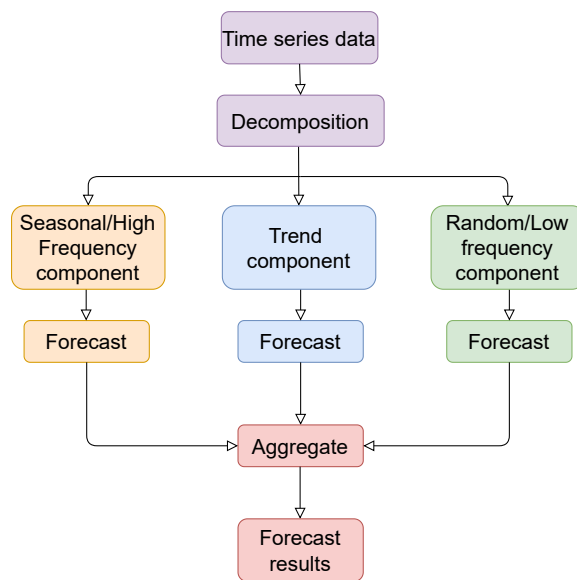 Time series data
Decomposition
Seasonal/High
Frequency
component
Trend
component
Random/Low
frequency
component
Forecast
Forecast
Forecast
Aggregate
Forecast
results